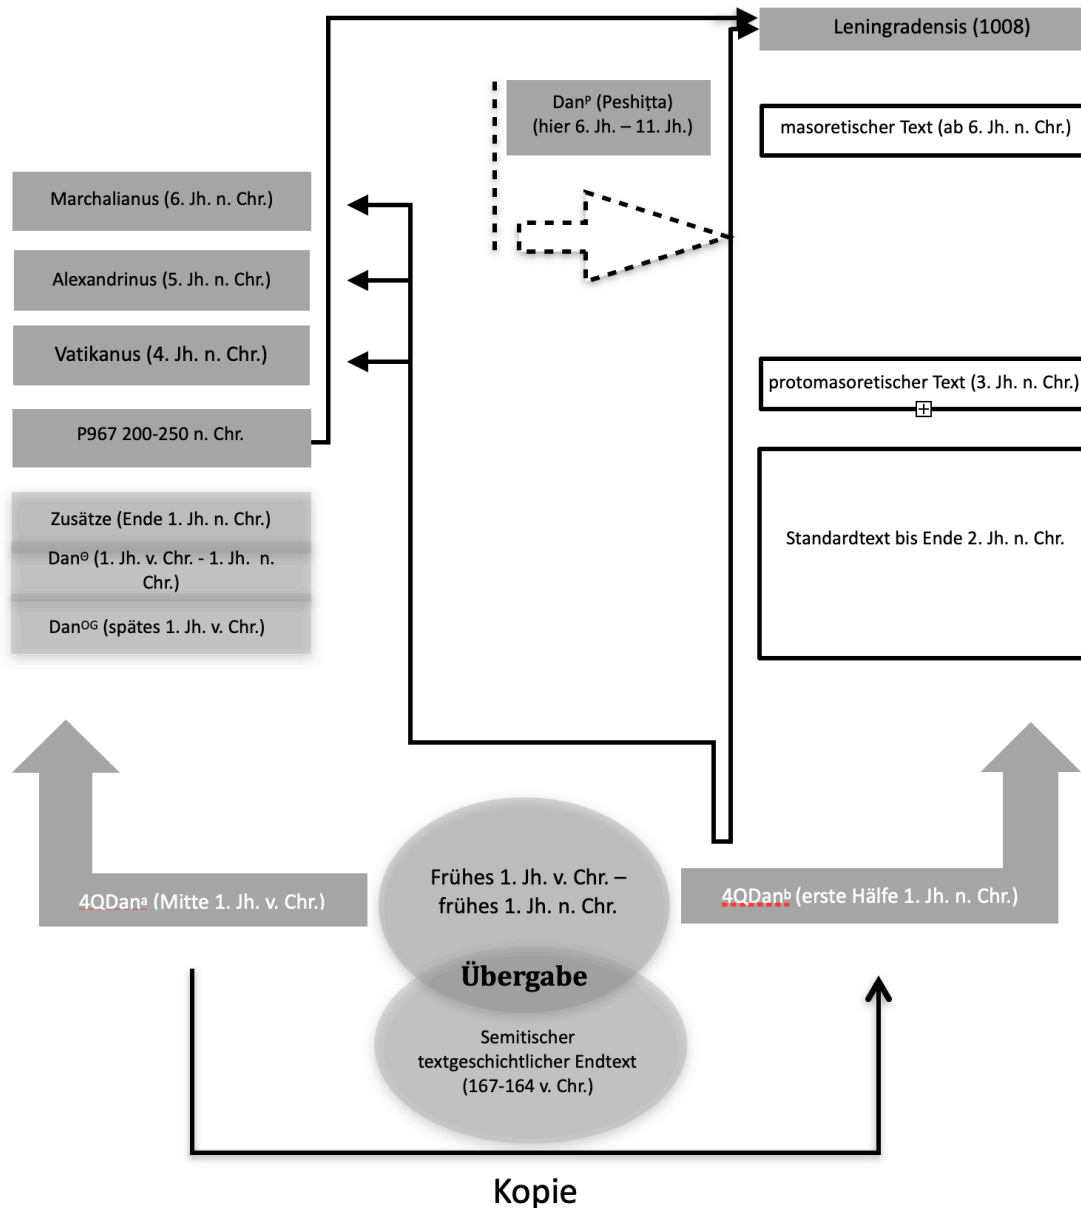 Leningradensis (1008)
Danᴾ (Peshiṭta)
(hier 6. Jh. – 11. Jh.)
masoretischer Text (ab 6. Jh. n. Chr.)
Marchalianus (6. Jh. n. Chr.)
Alexandrinus (5. Jh. n. Chr.)
Vatikanus (4. Jh. n. Chr.)
protomasoretischer Text (3. Jh. n. Chr.)
P967 200-250 n. Chr.
Zusätze (Ende 1. Jh. n. Chr.)
Standardtext bis Ende 2. Jh. n. Chr.
Danᶿ (1. Jh. v. Chr. - 1. Jh. n.
Chr.)
Danᴼᴳ (spätes 1. Jh. v. Chr.)
Frühes 1. Jh. v. Chr. –
frühes 1. Jh. n. Chr.
4QDanᵃ (Mitte 1. Jh. v. Chr.)
4QDanᵇ (erste Hälfte 1. Jh. n. Chr.)
Übergabe
Semitischer
textgeschichtlicher Endtext
(167-164 v. Chr.)
Kopie